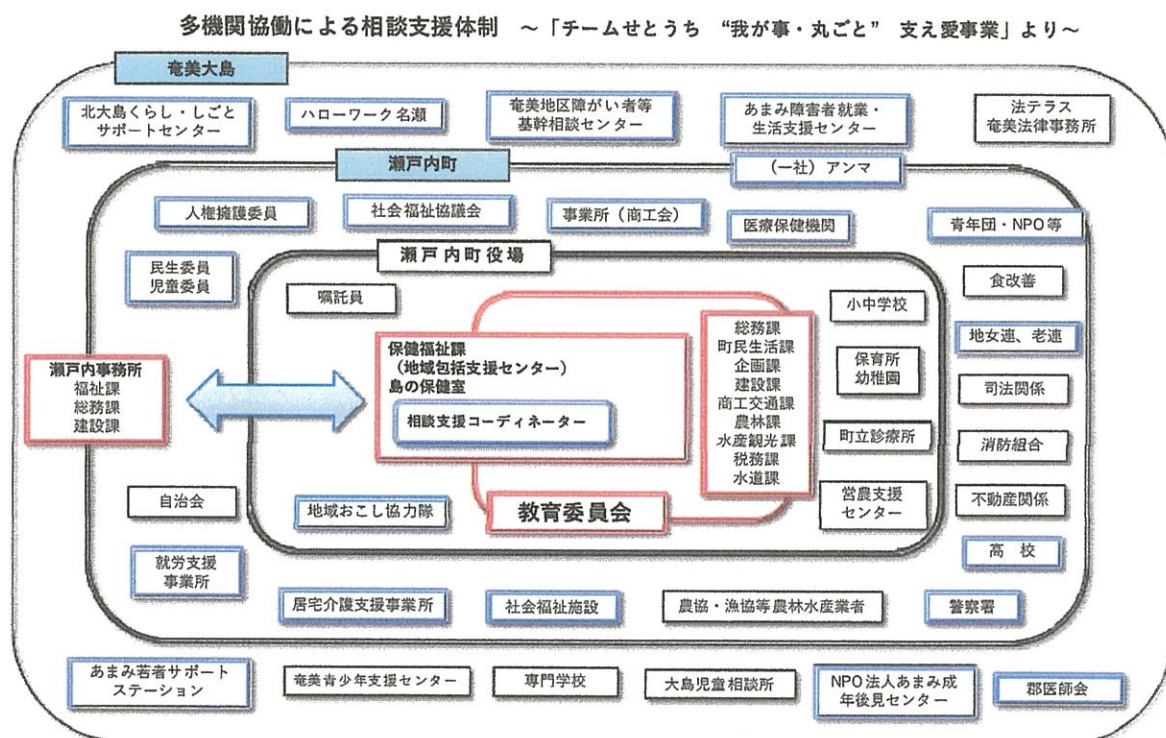 多機関協働による相談支援体制 ～「チームせとうち “我が事・丸ごと” 支え愛事業」より～
奄美大島
北大島くらし・しごと
サポートセンター
ハローワーク名瀬
奄美地区障がい者等
基幹相談センター
あまみ障害者就業・
生活支援センター
法テラス
奄美法律事務所
瀬戸内町
（一社）アンマ
人権擁護委員
社会福祉協議会
事業所（商工会）
医療保健機関
青年団・NPO等
民生委員
児童委員
瀬戸内町役場
嘱託員
小中学校
食改善
保健福祉課
（地域包括支援センター）
島の保健室
相談支援コーディネーター
総務課
町民生活課
企画課
建設課
商工交通課
農林課
水産観光課
税務課
水道課
保育所
幼稚園
地女連、老連
瀬戸内事務所
福祉課
総務課
建設課
司法関係
町立診療所
消防組合
自治会
地域おこし協力隊
教育委員会
営農支援
センター
不動産関係
就労支援
事業所
高 校
居宅介護支援事業所
社会福祉施設
農協・漁協等農林水産業者
警察署
あまみ若者サポート
ステーション
奄美青少年支援センター
専門学校
大島児童相談所
NPO法人あまみ成
年後見センター
郡医師会